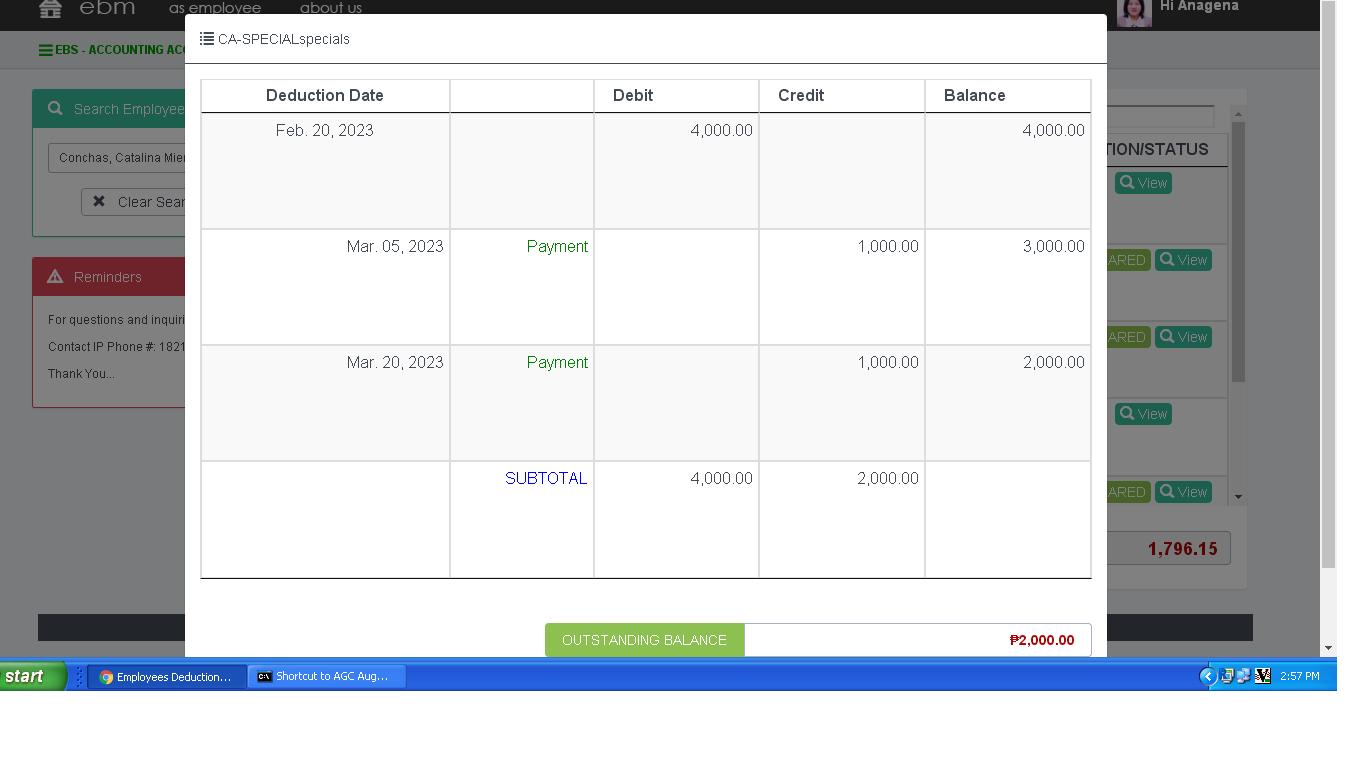 ebm as employee about us Hi Anagena
EBS - ACCOUNTING
CA-SPECIALspecials
Search Employee
Conchas, Catalina
Clear
Reminders
For questions and
Contact IP Phone #: 1821
Thank You...
Deduction Date Debit Credit Balance
Feb. 20, 2023 4,000.00 4,000.00
Mar. 05, 2023 Payment 1,000.00 3,000.00
Mar. 20, 2023 Payment 1,000.00 2,000.00
SUBTOTAL 4,000.00 2,000.00
OUTSTANDING BALANCE ₱2,000.00
TION/STATUS
View
ARED View
ARED View
View
ARED View
1,796.15
start Employees Deduction... Shortcut to AGC Aug... 2:57 PM